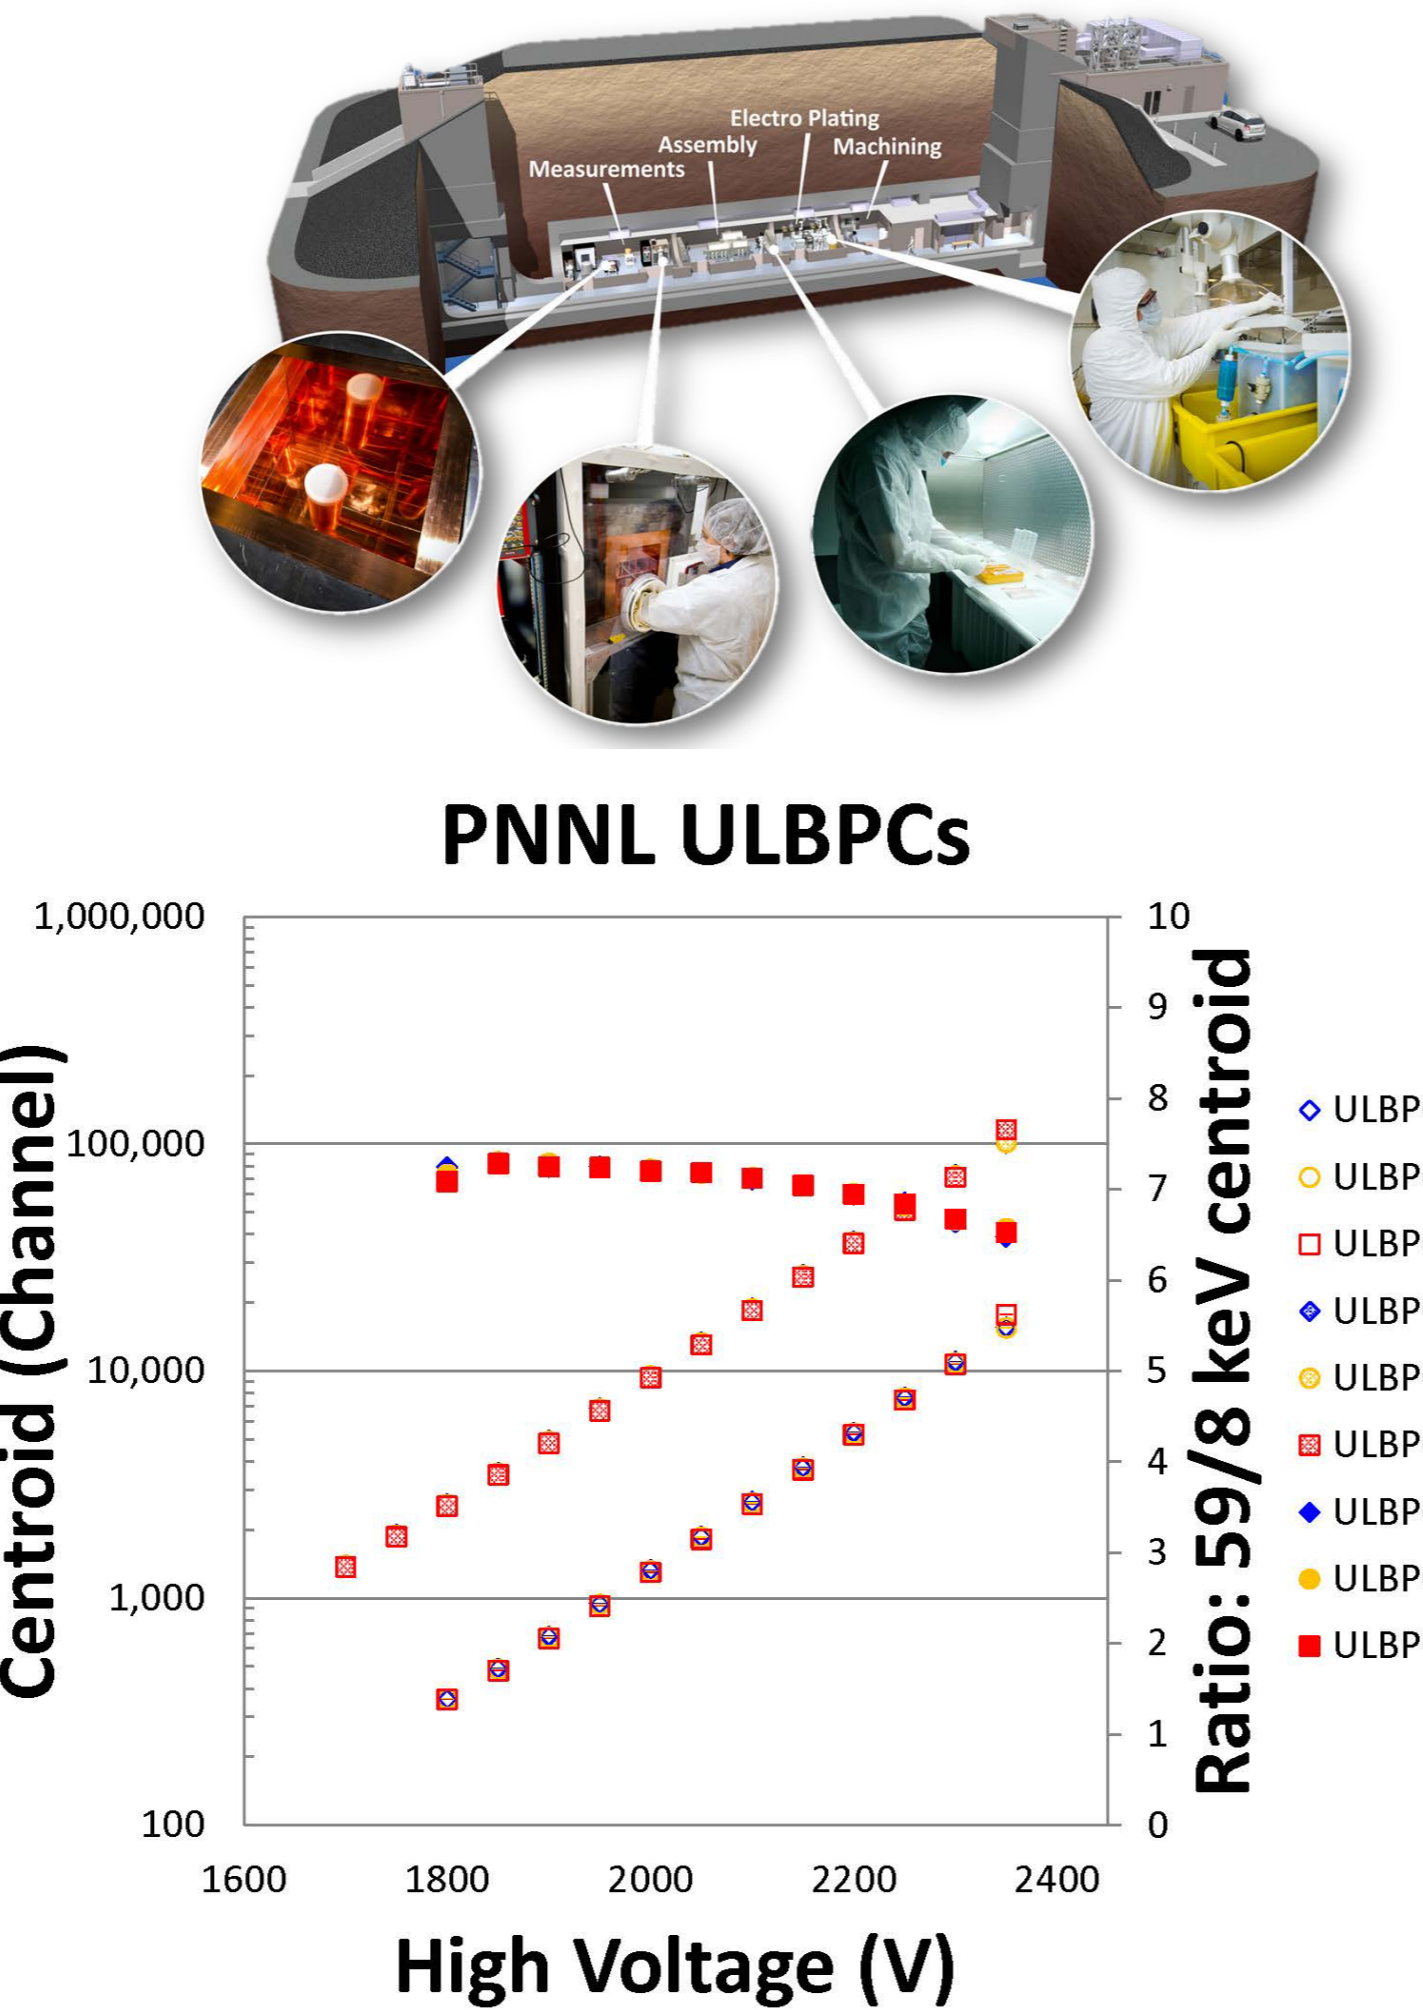 Electro Plating
Assembly
Machining
Measurements
PNNL ULBPCs
1,000,000
100,000
10,000
1,000
100
Centroid (Channel)
10
9
8
7
6
5
4
3
2
1
0
Ratio: 59/8 keV centroid
1600 1800 2000 2200 2400
High Voltage (V)
ULBP
ULBP
ULBP
ULBP
ULBP
ULBP
ULBP
ULBP
ULBP